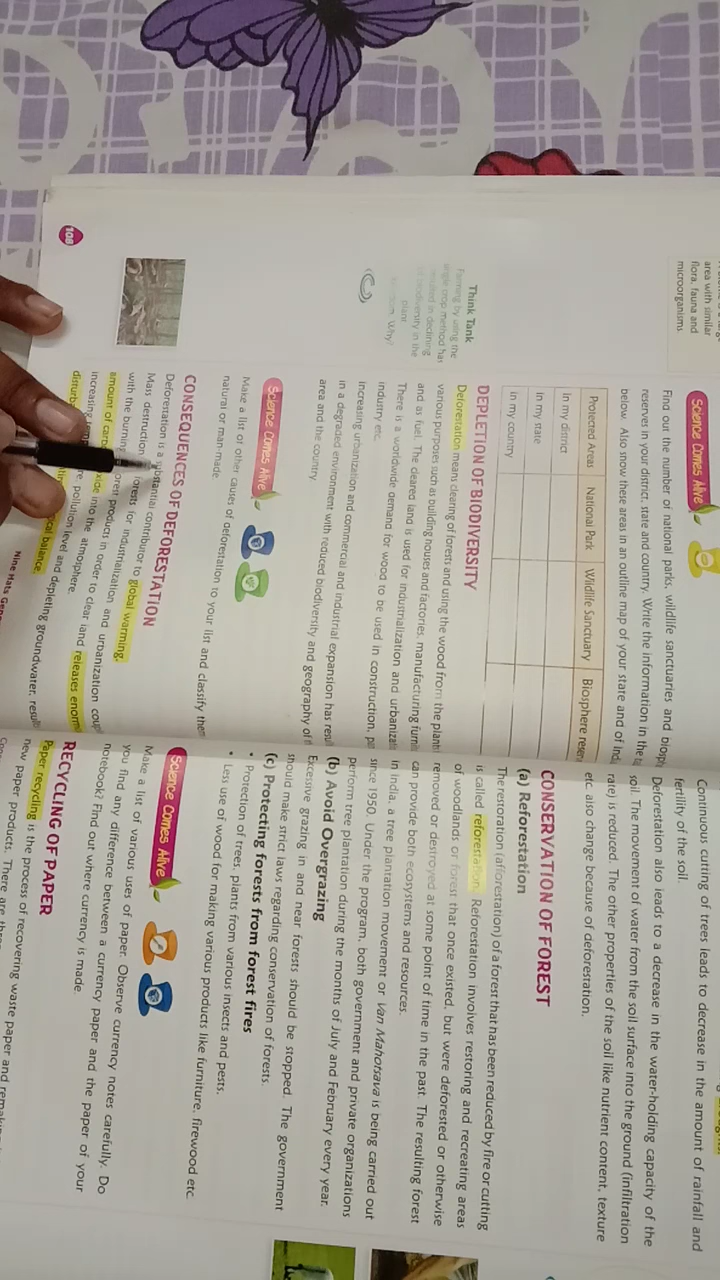 area with similar
flora, fauna and
microorganisms
Science Comes Alive
Find out the number of national parks, wildlife sanctuaries and
reserves in your district, state and country. Write the information in the
below. Also show these areas in an outline map of your state and of
Protected Areas National Park Wildlife Sanctuary Biosphere
In my district
In my state
In my country
DEPLETION OF BIODIVERSITY
Think Tank
Farming by using the
single crop method has
resulted in declining
biodiversity in the
plant
Why?
Deforestation means clearing of forests and using the wood from the
various purposes such as building houses and factories, manufacturing
and as fuel. The cleared land is used for industrialization and
There is a worldwide demand for wood to be used in construction,
industry etc.
Increasing urbanization and commercial and industrial expansion has
in a degraded environment with reduced biodiversity and geography of
area and the country.
Science Comes Alive
Make a list of other causes of deforestation to your list and classify
natural or man-made
CONSEQUENCES OF DEFORESTATION
Deforestation is a substantial contributor to global warming.
Mass destruction forests for industrialization and urbanization
with the burning forest products in order to clear land releases
amount of into the atmosphere.
increasing pollution level and depleting groundwater,
balance.
108
Nine Hats
Continuous cutting of trees leads to decrease in the amount of rainfall and
fertility of the soil.
Deforestation also leads to a decrease in the water-holding capacity of the
soil. The movement of water from the soil surface into the ground (infiltration
rate) is reduced. The other properties of the soil like nutrient content, texture
etc. also change because of deforestation.
CONSERVATION OF FOREST
(a) Reforestation
The restoration (afforestation) of a forest that has been reduced by fire or cutting
is called reforestation. Reforestation involves restoring and recreating areas
of woodlands or forest that once existed, but were deforested or otherwise
removed or destroyed at some point of time in the past. The resulting forest
can provide both ecosystems and resources.
In India, a tree plantation movement or Van Mahotsava is being carried out
since 1950. Under the program, both government and private organizations
perform tree plantation during the months of July and February every year.
(b) Avoid Overgrazing
Excessive grazing in and near forests should be stopped. The government
should make strict laws regarding conservation of forests.
(c) Protecting forests from forest fires
• Protection of trees, plants from various insects and pests.
• Less use of wood for making various products like furniture, firewood etc.
Science Comes Alive
Make a list of various uses of paper. Observe currency notes carefully. Do
you find any difference between a currency paper and the paper of your
notebook? Find out where currency is made.
RECYCLING OF PAPER
Paper recycling is the process of recovering waste paper and
new paper products. There are